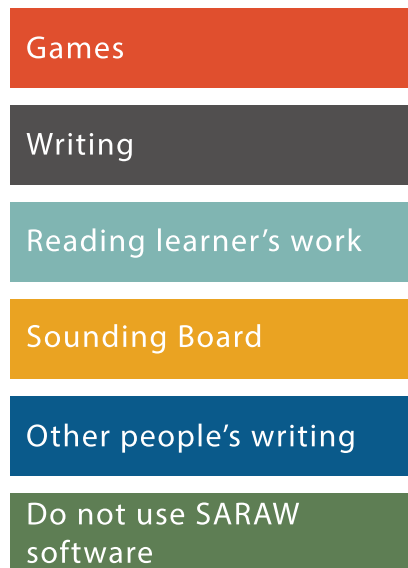 Games
Writing
Reading learner’s work
Sounding Board
Other people’s writing
Do not use SARAW
software